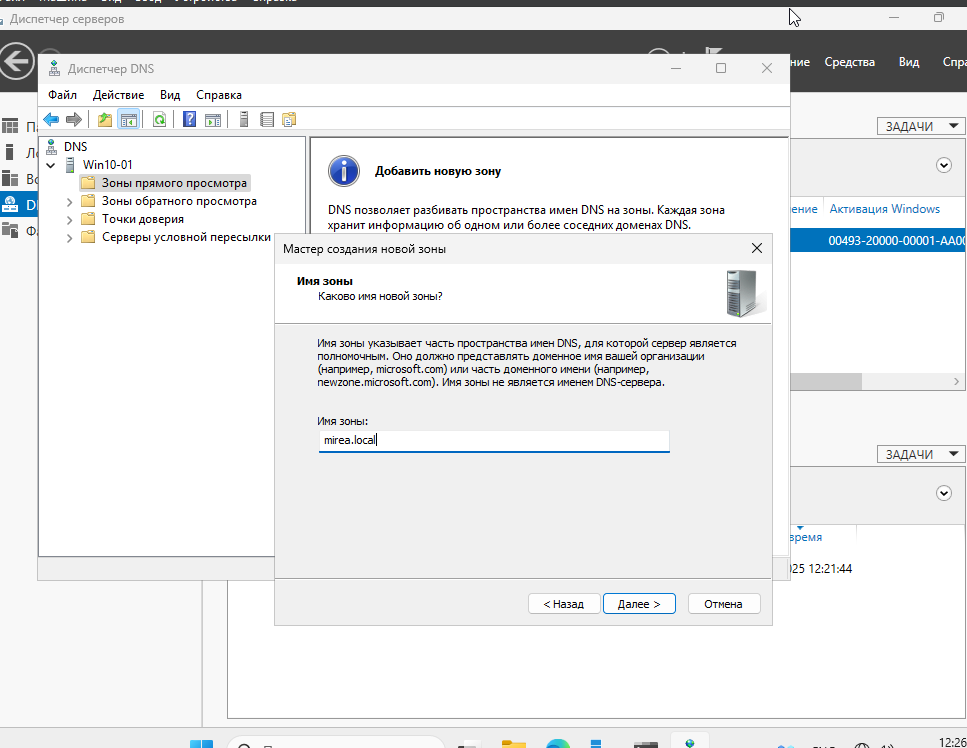 Диспетчер серверов
Средства
Вид
Диспетчер DNS
Файл Действие Вид Справка
ЗАДАЧИ
DNS
Win10-01
Зоны прямого просмотра
Зоны обратного просмотра
Точки доверия
Серверы условной пересылки
Добавить новую зону
DNS позволяет разбивать пространства имен DNS на зоны. Каждая зона
хранит информацию об одном или более соседних доменах DNS.
Активация Windows
00493-20000-00001-AA00
Мастер создания новой зоны
Имя зоны
Каково имя новой зоны?
Имя зоны указывает часть пространства имен DNS, для которой сервер является
полномочным. Оно должно представлять доменное имя вашей организации
(например, microsoft.com) или часть доменного имени (например,
newzone.microsoft.com). Имя зоны не является именем DNS-сервера.
Имя зоны:
mirea.local
ЗАДАЧИ
время
025 12:21:44
< Назад Далее > Отмена
12:26